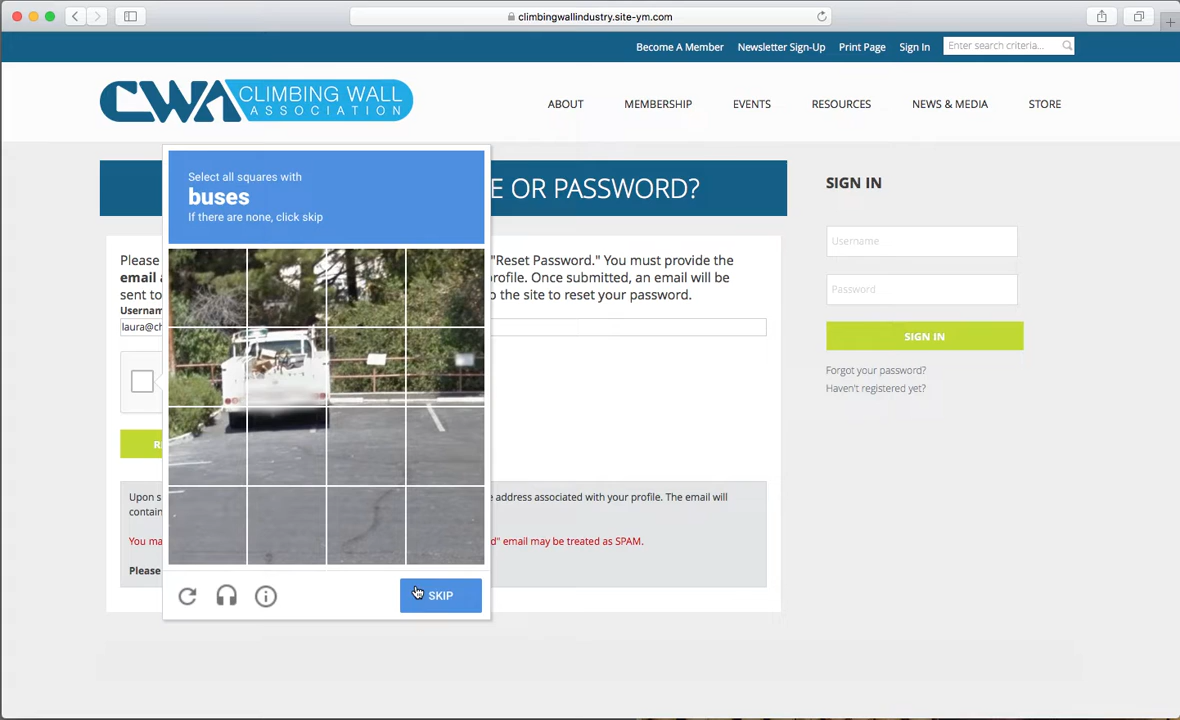 climbingwallindustry.site-ym.com
Become A Member Newsletter Sign-Up Print Page Sign In Enter search criteria...
CWA CLIMBING WALL
ASSOCIATION
ABOUT MEMBERSHIP EVENTS RESOURCES NEWS & MEDIA STORE
Select all squares with
buses
If there are none, click skip
E OR PASSWORD?
Please "Reset Password." You must provide the
email rofile. Once submitted, an email will be
sent to the site to reset your password.
Usernam
laura@ch
R
Upon s e address associated with your profile. The email will
contain
You ma d" email may be treated as SPAM.
Please
SKIP
SIGN IN
Username
Password
SIGN IN
Forgot your password?
Haven't registered yet?